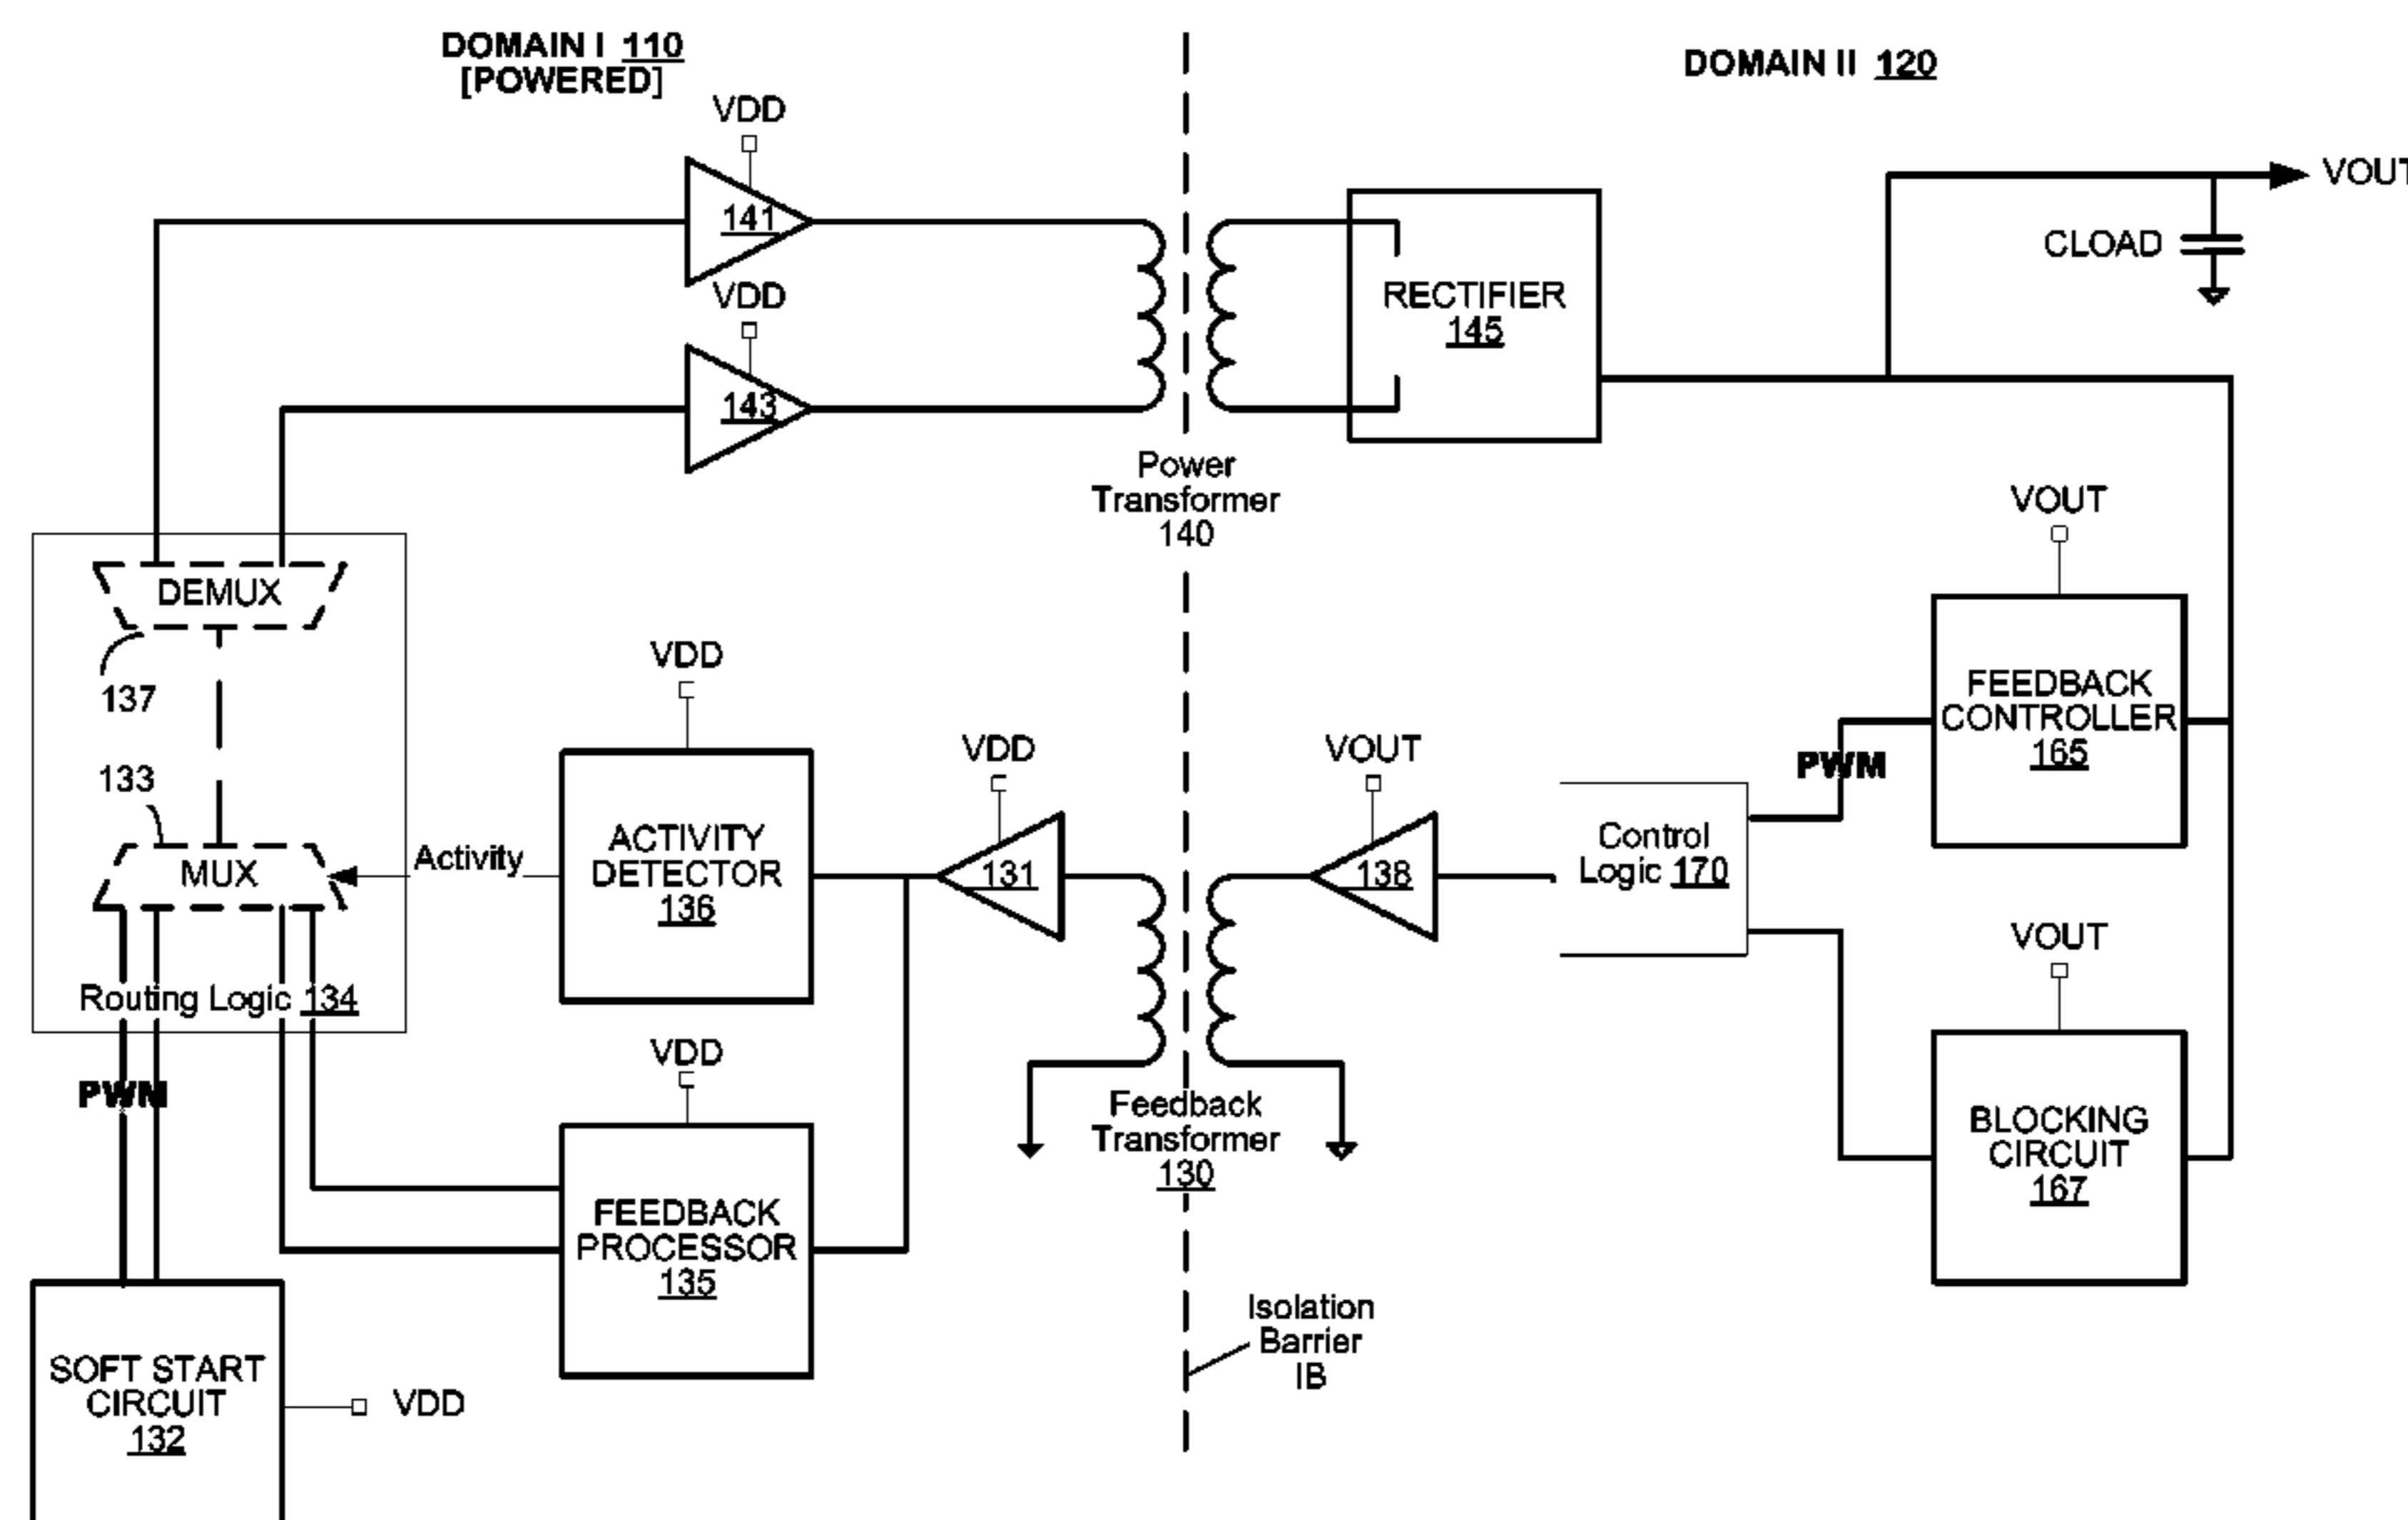 DOMAIN I 110
[POWERED]
DOMAIN II 120
VDD
141
VDD
143
Power
Transformer
140
RECTIFIER
145
VOUT
CLOAD
DEMUX
137
133
MUX
Activity
Routing Logic 134
PWM
SOFT START
CIRCUIT
132
VDD
VDD
ACTIVITY
DETECTOR
136
VDD
FEEDBACK
PROCESSOR
135
VDD
131
Feedback
Transformer
130
Isolation
Barrier
IB
VOUT
138
Control
Logic 170
PWM
VOUT
FEEDBACK
CONTROLLER
165
VOUT
BLOCKING
CIRCUIT
167